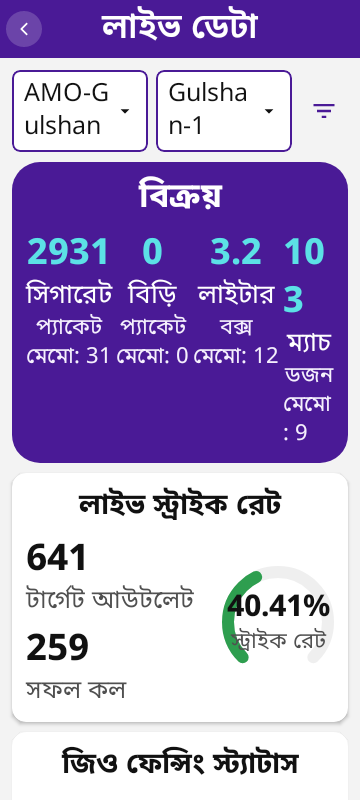 লাইভ ডেটা
AMO-G
ulshan
Gulsha
n-1
বিক্রয়
2931
সিগারেট
প্যাকেট
মেমো: 31
0
বিড়ি
প্যাকেট
মেমো: 0
3.2
লাইটার
বক্স
মেমো: 12
10
3
ম্যাচ
ডজন
মেমো
: 9
লাইভ স্ট্রাইক রেট
641
টার্গেট আউটলেট
259
সফল কল
40.41%
স্ট্রাইক রেট
জিও ফেন্সিং স্ট্যাটাস